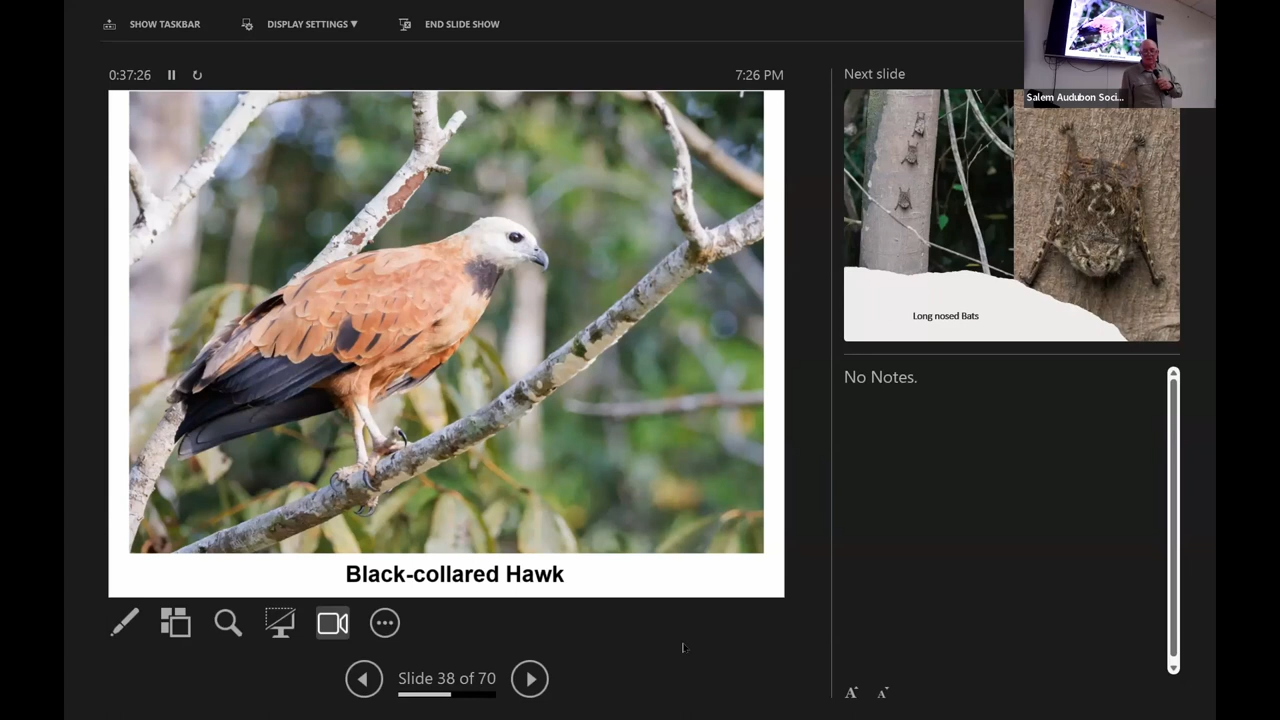 SHOW TASKBAR
DISPLAY SETTINGS ▼
END SLIDE SHOW
0:37:26
7:26 PM
Next slide
Salem Audubon Soci...
Long nosed Bats
No Notes.
Black-collared Hawk
Slide 38 of 70
A A